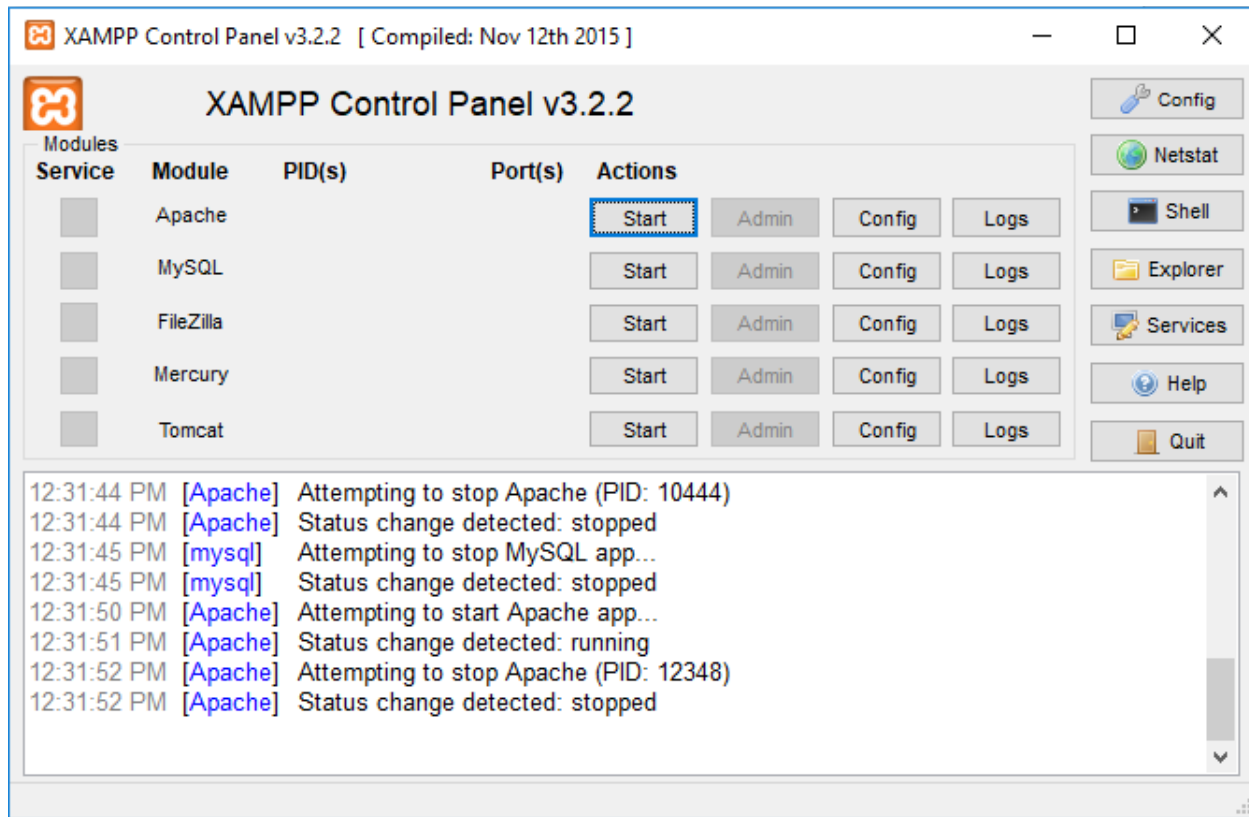 XAMPP Control Panel v3.2.2 [ Compiled: Nov 12th 2015 ]
XAMPP Control Panel v3.2.2
Config
Modules
Service Module PID(s) Port(s) Actions
Netstat
Apache Start Admin Config Logs
Shell
MySQL Start Admin Config Logs
Explorer
FileZilla Start Admin Config Logs
Services
Mercury Start Admin Config Logs
Help
Tomcat Start Admin Config Logs
Quit
12:31:44 PM [Apache] Attempting to stop Apache (PID: 10444)
12:31:44 PM [Apache] Status change detected: stopped
12:31:45 PM [mysql] Attempting to stop MySQL app...
12:31:45 PM [mysql] Status change detected: stopped
12:31:50 PM [Apache] Attempting to start Apache app...
12:31:51 PM [Apache] Status change detected: running
12:31:52 PM [Apache] Attempting to stop Apache (PID: 12348)
12:31:52 PM [Apache] Status change detected: stopped